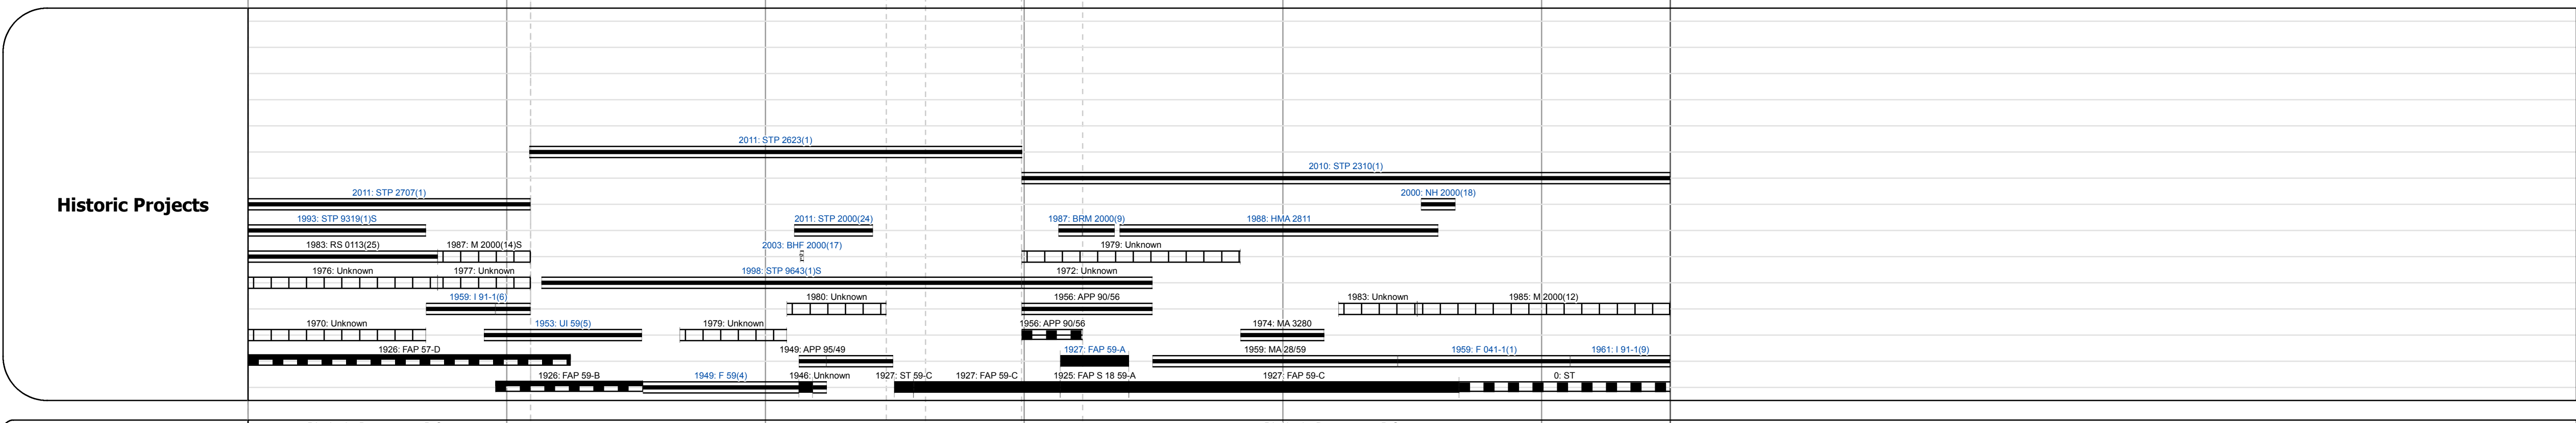 2011: STP 2623(1)
2010: STP 2310(1)
2011: STP 2707(1)
2000: NH 2000(18)
Historic Projects
1993: STP 9319(1)S
2011: STP 2000(24)
1987: BRM 2000(9)
1988: HMA 2811
1983: RS 0113(25)
1987: M 2000(14)S
2003: BHF 2000(17)
1979: Unknown
1976: Unknown
1977: Unknown
1998: STP 9643(1)S
1972: Unknown
1959: I 91-1(6)
1980: Unknown
1956: APP 90/56
1983: Unknown
1985: M 2000(12)
1970: Unknown
1953: UI 59(5)
1979: Unknown
1956: APP 90/56
1974: MA 3280
1926: FAP 57-D
1949: APP 95/49
1927: FAP 59-A
1959: MA 28/59
1959: F 041-1(1)
1961: I 91-1(9)
1926: FAP 59-B
1949: F 59(4)
1946: Unknown
1927: ST 59-C
1927: FAP 59-C
1925: FAP S 18 59-A
1927: FAP 59-C
0: ST